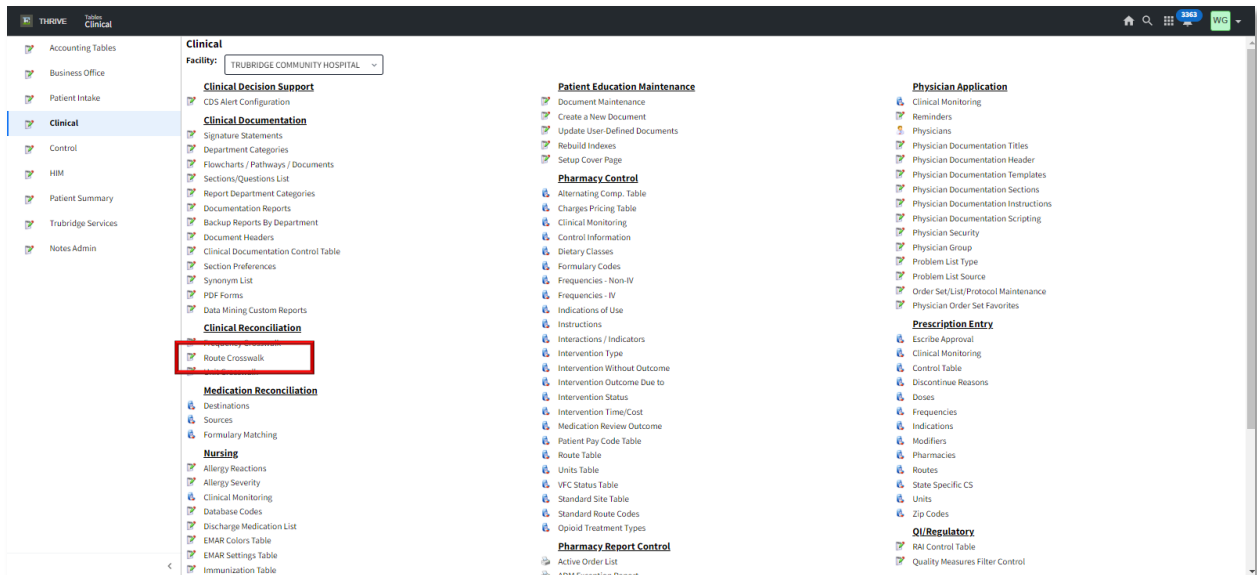 THRIVE
Tables
Clinical
3363
WG
Accounting Tables
Business Office
Patient Intake
Clinical
Control
HIM
Patient Summary
Trubridge Services
Notes Admin
Clinical
Facility: TRUBRIDGE COMMUNITY HOSPITAL
Clinical Decision Support
CDS Alert Configuration
Clinical Documentation
Signature Statements
Department Categories
Flowcharts / Pathways / Documents
Sections/Questions List
Report Department Categories
Documentation Reports
Backup Reports By Department
Document Headers
Clinical Documentation Control Table
Section Preferences
Synonym List
PDF Forms
Data Mining Custom Reports
Clinical Reconciliation
Frequency Crosswalk
Route Crosswalk
Unit Crosswalk
Medication Reconciliation
Destinations
Sources
Formulary Matching
Nursing
Allergy Reactions
Allergy Severity
Clinical Monitoring
Database Codes
Discharge Medication List
EMAR Colors Table
EMAR Settings Table
Immunization Table
Patient Education Maintenance
Document Maintenance
Create a New Document
Update User-Defined Documents
Rebuild Indexes
Setup Cover Page
Pharmacy Control
Alternating Comp. Table
Charges Pricing Table
Clinical Monitoring
Control Information
Dietary Classes
Formulary Codes
Frequencies - Non-IV
Frequencies - IV
Indications of Use
Instructions
Interactions / Indicators
Intervention Type
Intervention Without Outcome
Intervention Outcome Due to
Intervention Status
Intervention Time/Cost
Medication Review Outcome
Patient Pay Code Table
Route Table
Units Table
VFC Status Table
Standard Site Table
Standard Route Codes
Opioid Treatment Types
Pharmacy Report Control
Active Order List
ADM Exception Report
Physician Application
Clinical Monitoring
Reminders
Physicians
Physician Documentation Titles
Physician Documentation Header
Physician Documentation Templates
Physician Documentation Sections
Physician Documentation Instructions
Physician Documentation Scripting
Physician Security
Physician Group
Problem List Type
Problem List Source
Order Set/List/Protocol Maintenance
Physician Order Set Favorites
Prescription Entry
Escribe Approval
Clinical Monitoring
Control Table
Discontinue Reasons
Doses
Frequencies
Indications
Modifiers
Pharmacies
Routes
State Specific CS
Units
Zip Codes
QI/Regulatory
RAI Control Table
Quality Measures Filter Control